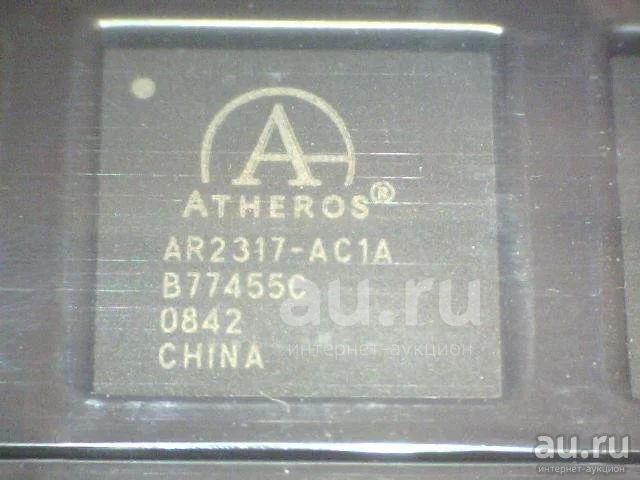 A
ATHEROS®
AR2317-AC1A
B77455C
0842
CHINA
au.ru
интернет-аукцион
au.ru
интернет-аукцион